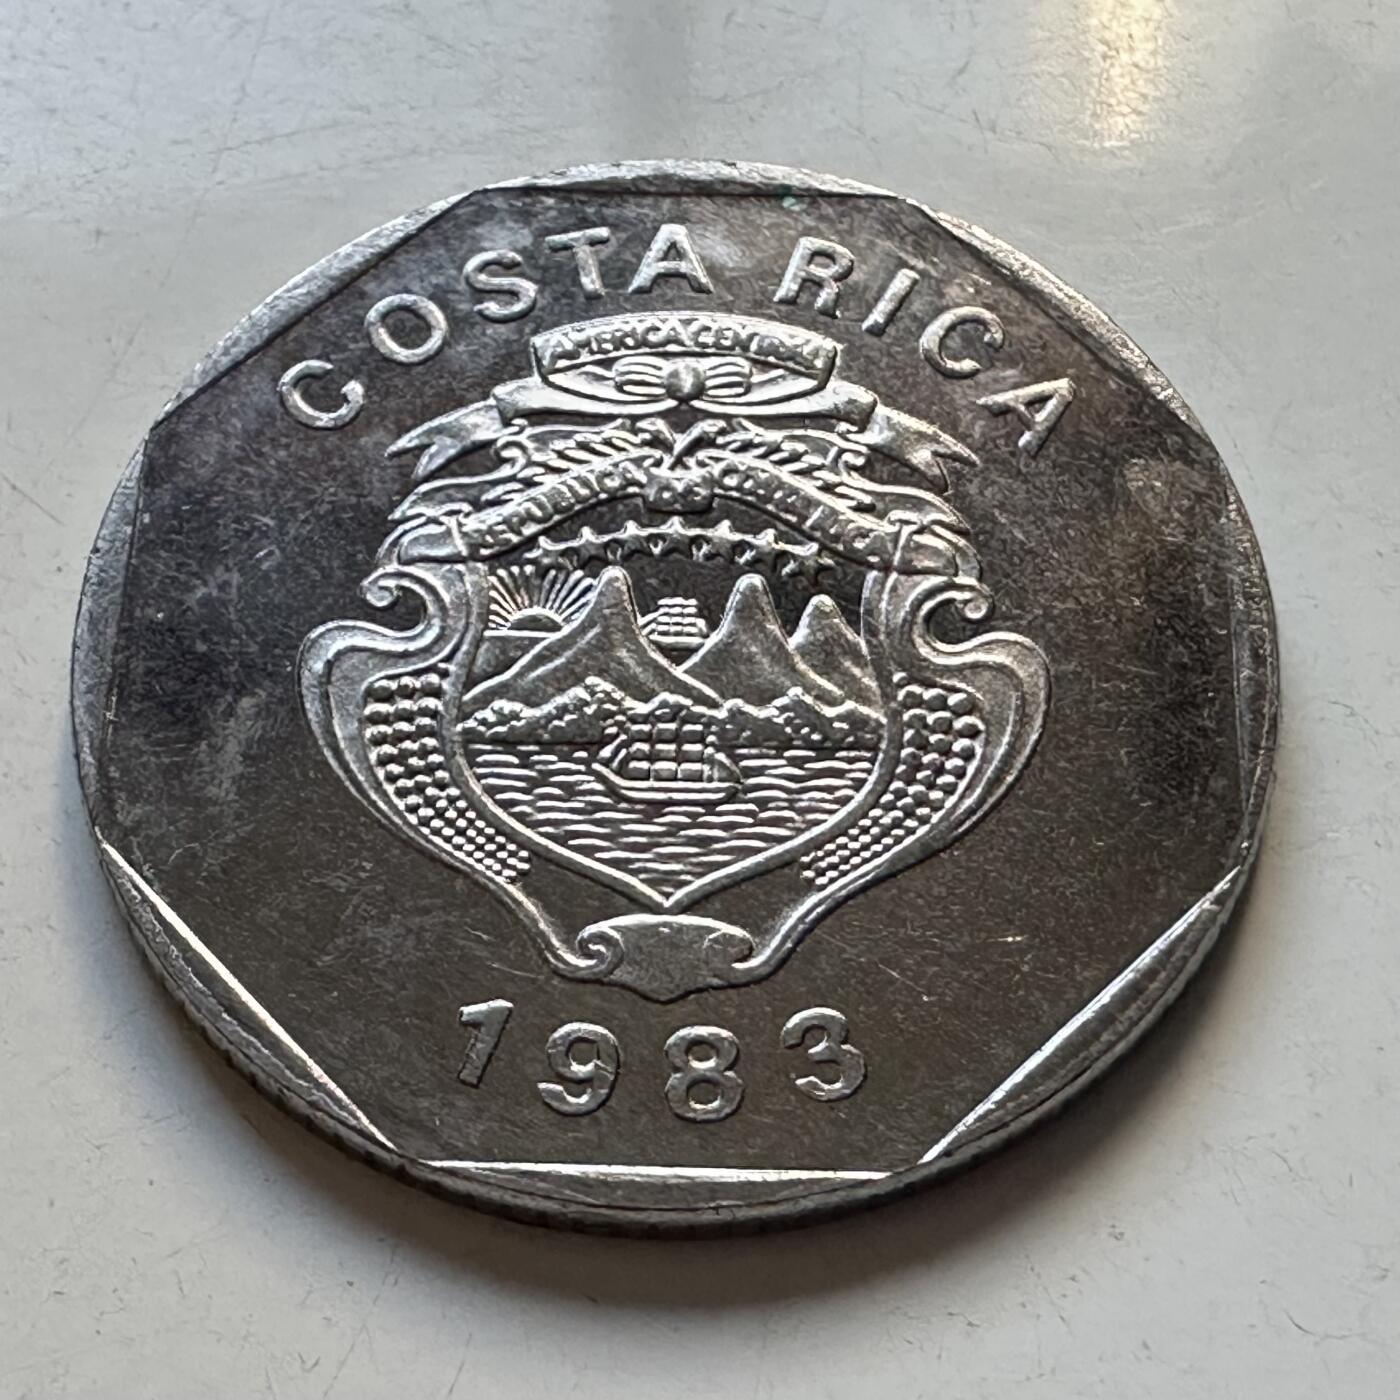 COSTA RICA
AMERICA CENTRAL
REPUBLICA DE COSTA RICA
1983